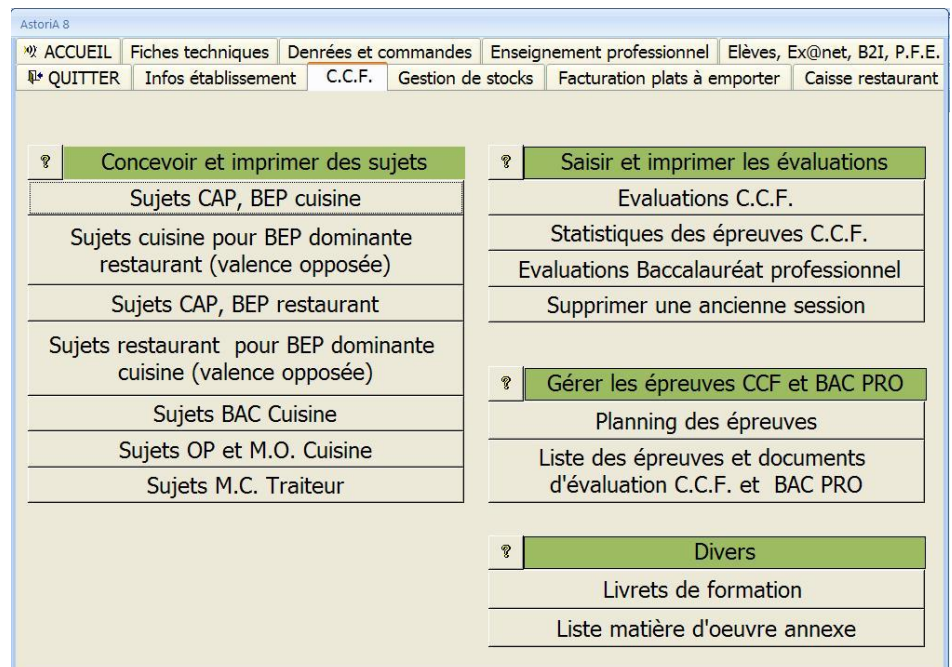 AstoriA 8
ACCUEIL Fiches techniques Denrées et commandes Enseignement professionnel Elèves, Ex@net, B2I, P.F.E.
QUITTER Infos établissement C.C.F. Gestion de stocks Facturation plats à emporter Caisse restaurant
? Concevoir et imprimer des sujets
Sujets CAP, BEP cuisine
Sujets cuisine pour BEP dominante
restaurant (valence opposée)
Sujets CAP, BEP restaurant
Sujets restaurant pour BEP dominante
cuisine (valence opposée)
Sujets BAC Cuisine
Sujets OP et M.O. Cuisine
Sujets M.C. Traiteur
? Saisir et imprimer les évaluations
Evaluations C.C.F.
Statistiques des épreuves C.C.F.
Evaluations Baccalauréat professionnel
Supprimer une ancienne session
? Gérer les épreuves CCF et BAC PRO
Planning des épreuves
Liste des épreuves et documents
d'évaluation C.C.F. et BAC PRO
? Divers
Livrets de formation
Liste matière d'oeuvre annexe